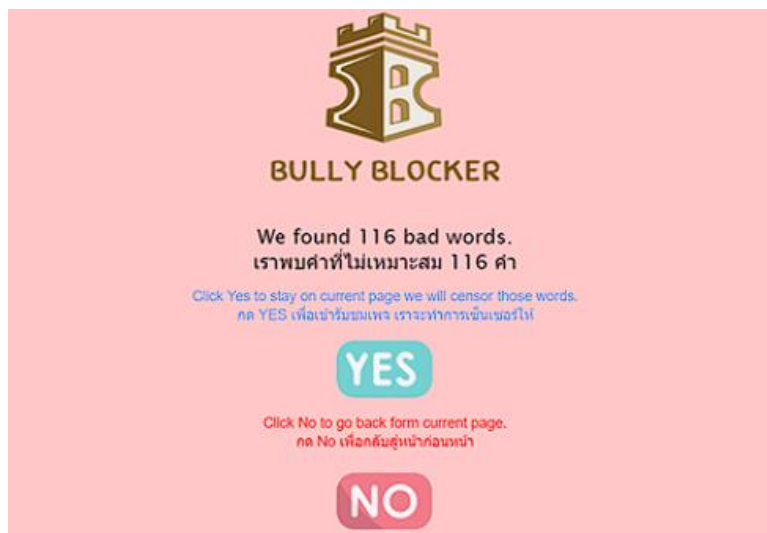 B
BULLY BLOCKER
We found 116 bad words.
เราพบคำที่ไม่เหมาะสม 116 คำ
Click Yes to stay on current page we will censor those words.
กด YES เพื่อเข้ารับชมเพจ เราจะทำการเซ็นเซอร์ให้
YES
Click No to go back form current page.
กด No เพื่อกลับสู่หน้าก่อนหน้า
NO